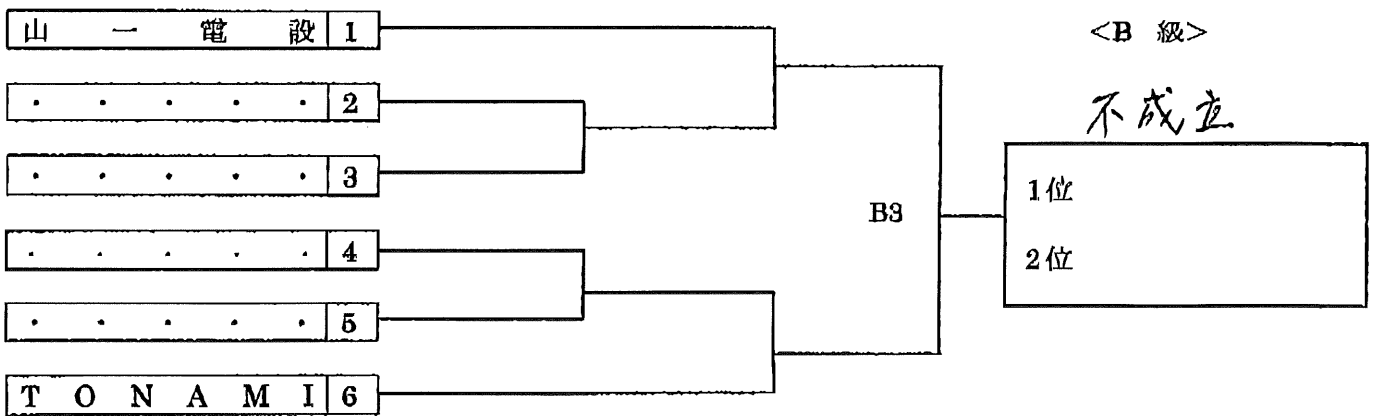 山一電設 1
・・・・・ 2
・・・・・ 3
・・・・・ 4
・・・・・ 5
TONAMI 6
B3
<B 級>
不成立
1位
2位